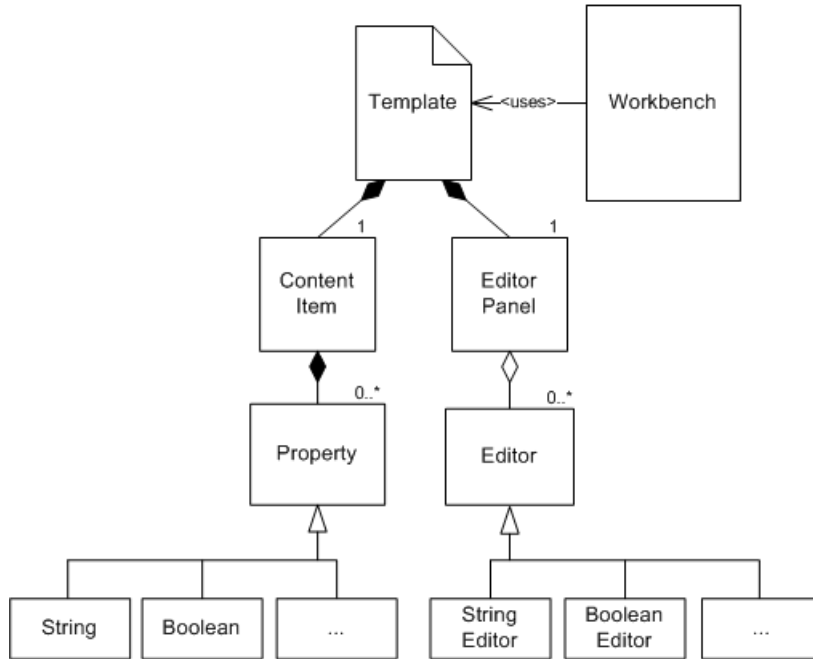 Template
<uses>
Workbench
1
1
Content
Item
Editor
Panel
0..*
0..*
Property
Editor
String
Boolean
...
String
Editor
Boolean
Editor
...